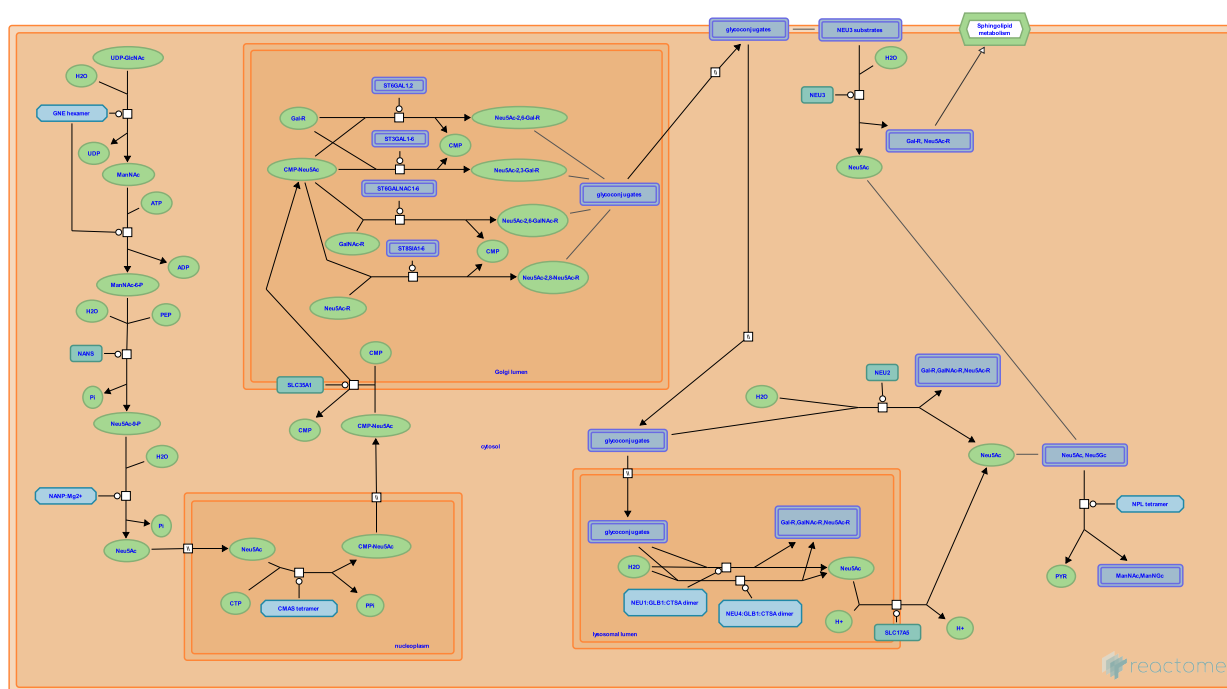 glycoconjugates
NEU3 substrates
Sphingolipid
metabolism
UDP-GlcNAc
H2O
GNE hexamer
UDP
ManNAc
ATP
ADP
ManNAc-6-P
H2O
PEP
NANS
Pi
Neu5Ac-9-P
H2O
NANP:Mg2+
Pi
Neu5Ac
ST6GAL1,2
Gal-R
Neu5Ac-2,6-Gal-R
ST3GAL1-6
CMP
CMP-Neu5Ac
Neu5Ac-2,3-Gal-R
ST6GALNAC1-6
glycoconjugates
Neu5Ac-2,6-GalNAc-R
GalNAc-R
ST8SIA1-6
CMP
Neu5Ac-2,8-Neu5Ac-R
Neu5Ac-R
Golgi lumen
CMP
SLC35A1
CMP
CMP-Neu5Ac
cytosol
Neu5Ac
CMP-Neu5Ac
CTP
CMAS tetramer
PPi
nucleoplasm
H2O
NEU3
Gal-R, Neu5Ac-R
Neu5Ac
NEU2
Gal-R,GalNAc-R,Neu5Ac-R
H2O
glycoconjugates
Neu5Ac
Neu5Ac, Neu5Gc
NPL tetramer
PYR
ManNAc,ManNGc
glycoconjugates
Gal-R,GalNAc-R,Neu5Ac-R
H2O
Neu5Ac
NEU1:GLB1:CTSA dimer
NEU4:GLB1:CTSA dimer
H+
SLC17A5
H+
lysosomal lumen
reactome